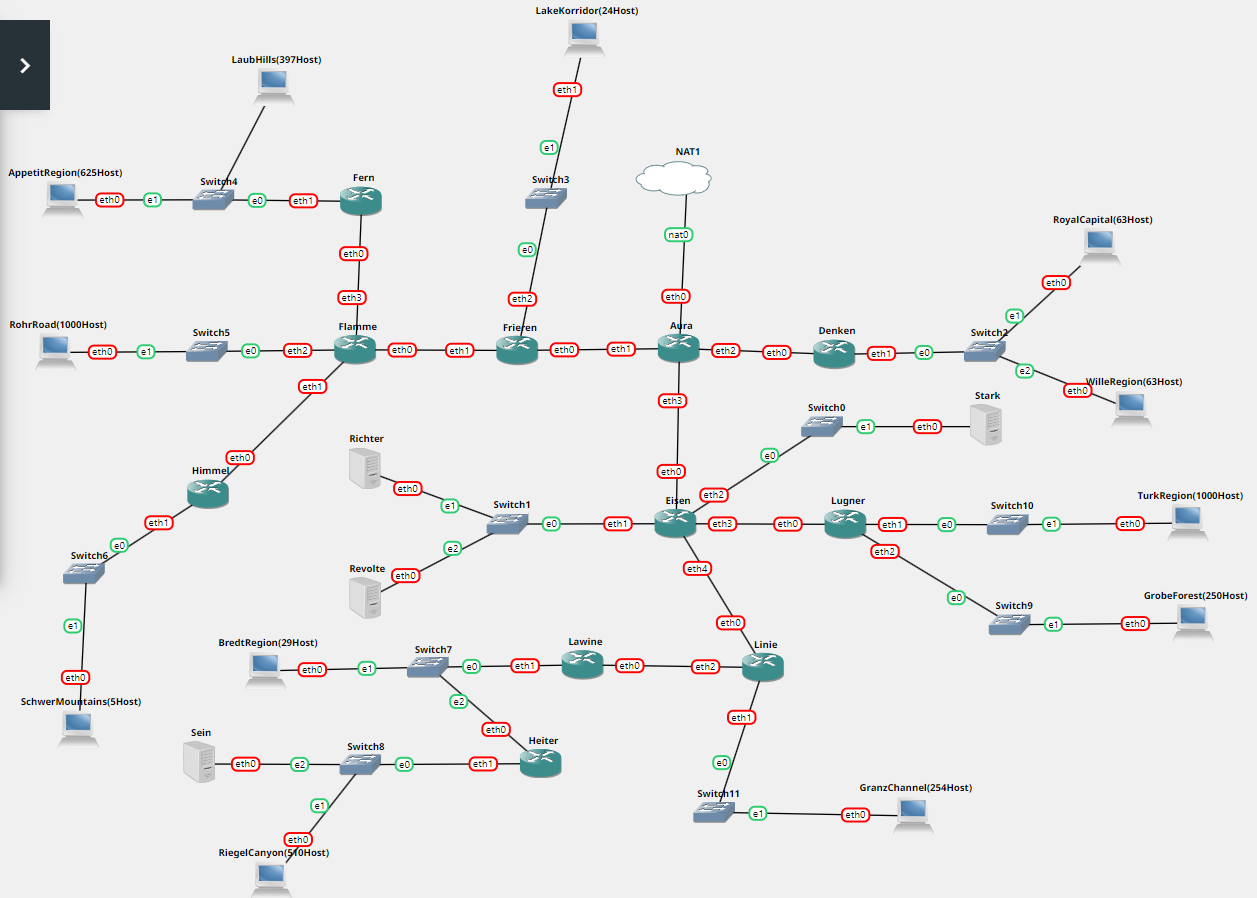 LakeKorridor(24Host)
LaubHills(397Host)
eth1
e1
NAT1
AppetitRegion(625Host)
Switch4
Fern
Switch3
eth0
e1
e0
eth1
RoyalCapital(63Host)
nat0
e0
eth0
eth0
eth3
eth2
eth0
e1
RohrRoad(1000Host)
Switch5
Flamme
Frieren
Aura
Denken
Switch2
eth0
e1
e0
eth2
eth0
eth1
eth0
eth1
eth2
eth0
eth1
e0
e2
WilleRegion(63Host)
eth0
eth1
eth3
Switch0
Stark
e1
eth0
Richter
eth0
e0
Himmel
eth0
eth0
e1
eth2
Switch1
Eisen
Lugner
Switch10
TurkRegion(1000Host)
eth1
e0
eth1
eth3
eth0
eth1
e0
e1
eth0
e0
Switch6
e2
eth2
Revolte
eth0
eth4
e0
Switch9
GrobeForest(250Host)
e1
eth0
e1
eth0
BredtRegion(29Host)
Switch7
Lawine
Linie
eth0
e1
e0
eth1
eth0
eth2
eth0
SchwerMountains(5Host)
e2
eth0
eth1
Sein
Switch8
Heiter
eth0
e2
e0
eth1
e0
Switch11
GranzChannel(254Host)
e1
e1
eth0
eth0
RiegelCanyon(510Host)